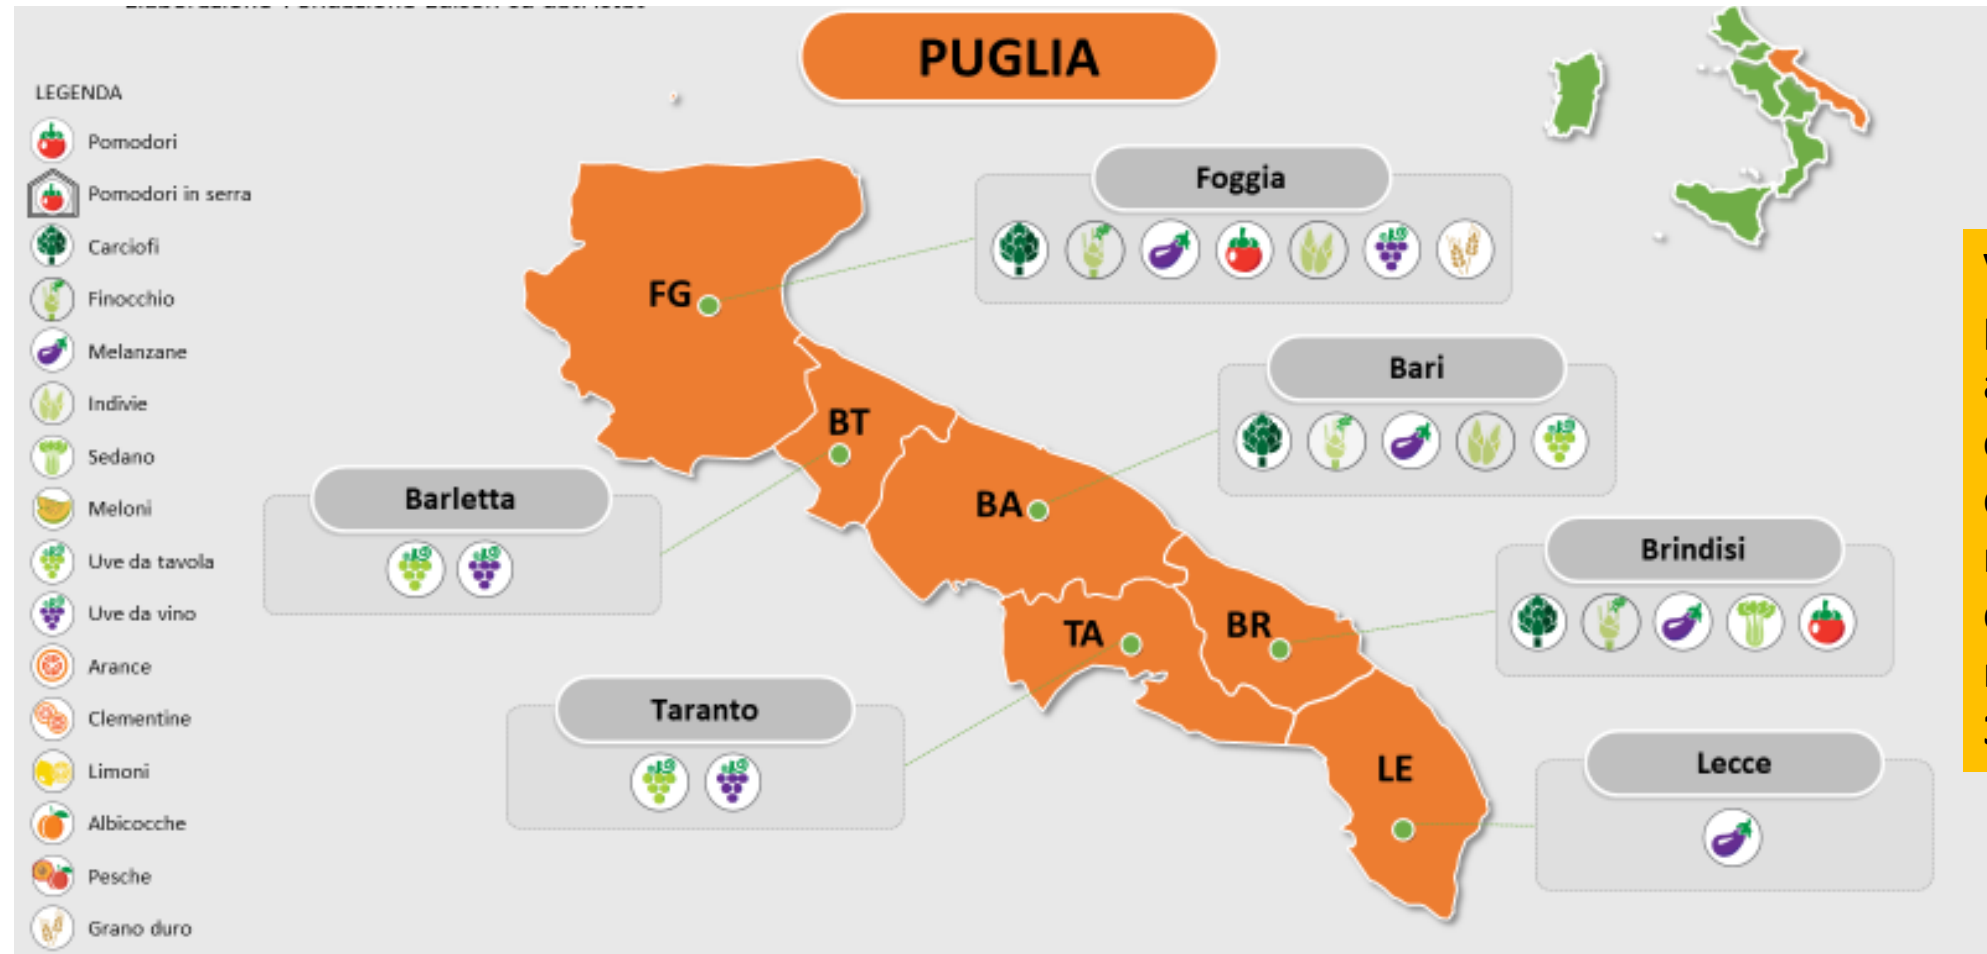 PUGLIA
LEGENDA
Pomodori
Pomodori in serra
Carciofi
Finocchio
Melanzane
Indivie
Sedano
Meloni
Uve da tavola
Uve da vino
Arance
Clementine
Limoni
Albicocche
Pesche
Grano duro
Foggia
FG
Bari
BT
BA
Barletta
Brindisi
BR
TA
Taranto
LE
Lecce